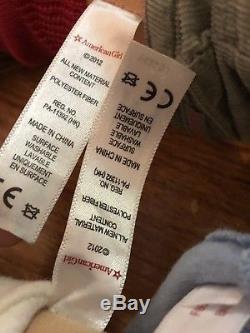 ★AmericanGirl
©2012
ALL NEW MATERIAL
CONTENT
POLYESTER FIBER
REG. NO.
PA-11392 (HK)
MADE IN CHINA
SURFACE
WASHABLE
LAVABLE
UNIQUEMENT
EN SURFACE
CE
★AmericanGirl
©2012
ALL NEW MATERIAL
CONTENT
POLYESTER FIBER
REG. NO.
PA-11392 (HK)
MADE IN CHINA
SURFACE
WASHABLE
LAVABLE
UNIQUEMENT
EN SURFACE
CE